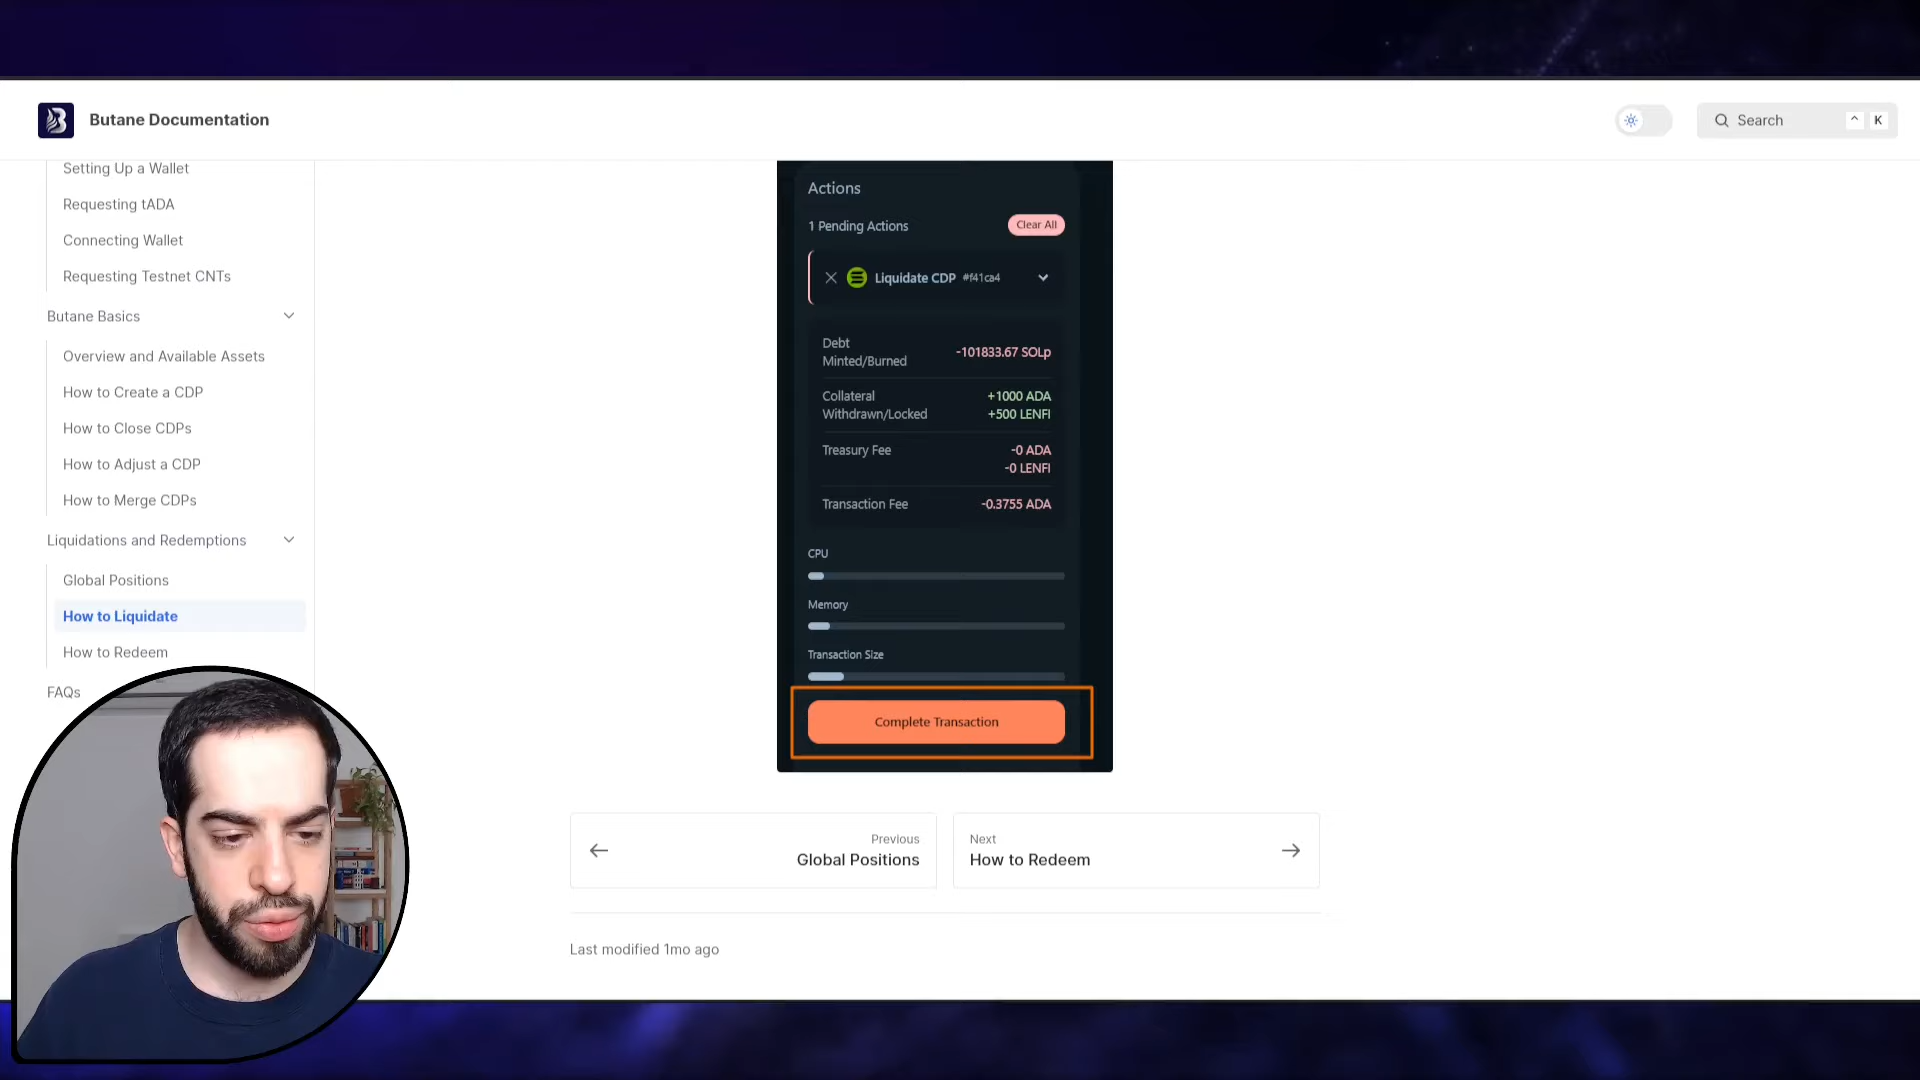 Butane Documentation
Search
^ K
Setting Up a Wallet
Requesting tADA
Connecting Wallet
Requesting Testnet CNTs
Butane Basics
Overview and Available Assets
How to Create a CDP
How to Close CDPs
How to Adjust a CDP
How to Merge CDPs
Liquidations and Redemptions
Global Positions
How to Liquidate
How to Redeem
FAQs
Actions
1 Pending Actions
Clear All
Liquidate CDP #f41ca4
Debt
Minted/Burned
-101833.67 SOLp
Collateral
Withdrawn/Locked
+1000 ADA
+500 LENFI
Treasury Fee
-0 ADA
-0 LENFI
Transaction Fee
-0.3755 ADA
CPU
Memory
Transaction Size
Complete Transaction
Previous
Global Positions
Next
How to Redeem
Last modified 1mo ago